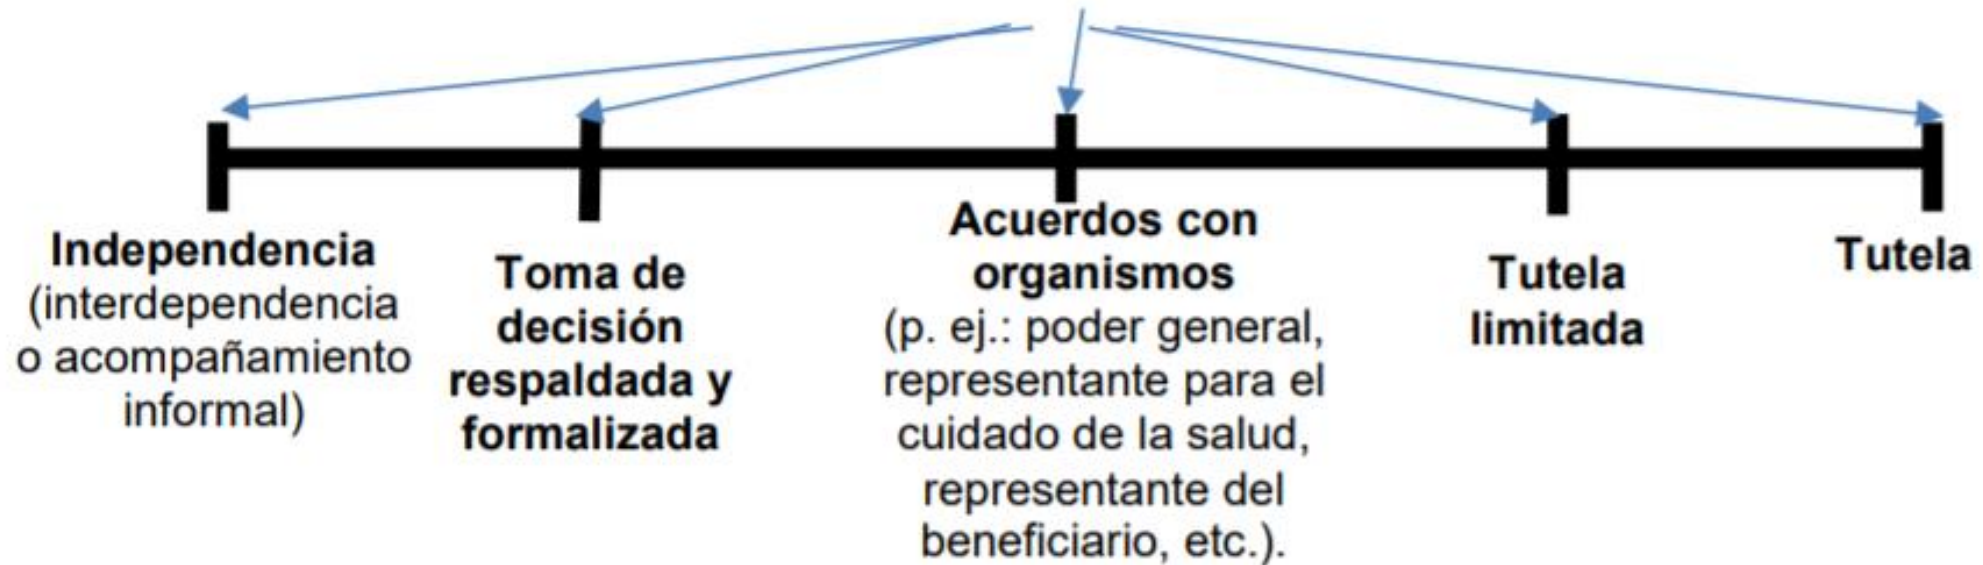 Independencia
(interdependencia
o acompañamiento
informal)
Toma de
decisión
respaldada y
formalizada
Acuerdos con
organismos
(p. ej.: poder general,
representante para el
cuidado de la salud,
representante del
beneficiario, etc.).
Tutela
limitada
Tutela